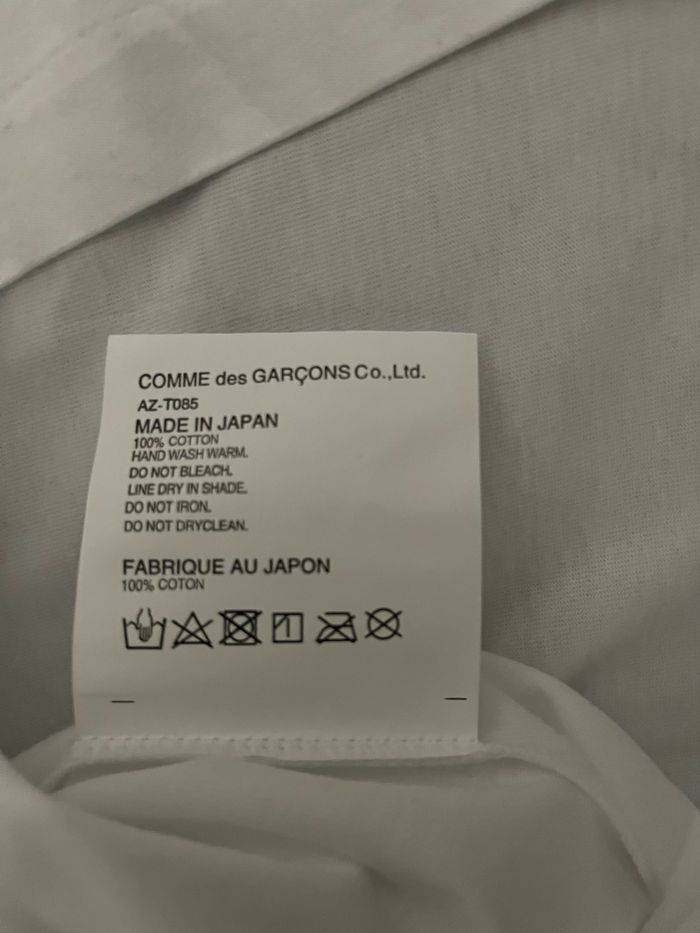 COMME des GARÇONS Co.,Ltd.
AZ-T085
MADE IN JAPAN
100% COTTON
HAND WASH WARM.
DO NOT BLEACH.
LINE DRY IN SHADE.
DO NOT IRON.
DO NOT DRYCLEAN.
FABRIQUE AU JAPON
100% COTON